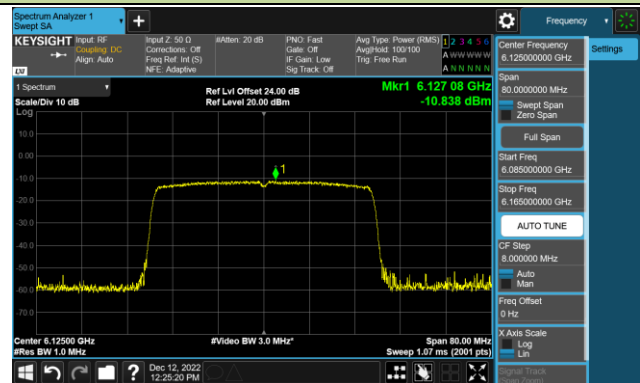 Spectrum Analyzer 1
Swept SA
Frequency
KEYSIGHT
Input: RF
Coupling: DC
Align: Auto
LXI
Input Z: 50 Ω
Corrections: Off
Freq Ref: Int (S)
NFE: Adaptive
#Atten: 20 dB
PNO: Fast
Gate: Off
IF Gain: Low
Sig Track: Off
Avg Type: Power (RMS)
Avg|Hold: 100/100
Trig: Free Run
1 2 3 4 5 6
A W W W W W
A N N N N N
1 Spectrum
Scale/Div 10 dB
Log
Ref Lvl Offset 24.00 dB
Ref Level 20.00 dBm
Mkr1 6.127 08 GHz
-10.838 dBm
10.0
0.00
-10.0
-20.0
-30.0
-40.0
-50.0
-60.0
-70.0
1
Center 6.12500 GHz
#Res BW 1.0 MHz
#Video BW 3.0 MHz*
Span 80.00 MHz
Sweep 1.07 ms (2001 pts)
Dec 12, 2022
12:25:20 PM
Center Frequency
6.125000000 GHz
Settings
Span
80.0000000 MHz
Swept Span
Zero Span
Full Span
Start Freq
6.085000000 GHz
Stop Freq
6.165000000 GHz
AUTO TUNE
CF Step
8.000000 MHz
Auto
Man
Freq Offset
0 Hz
X Axis Scale
Log
Lin
Signal Track